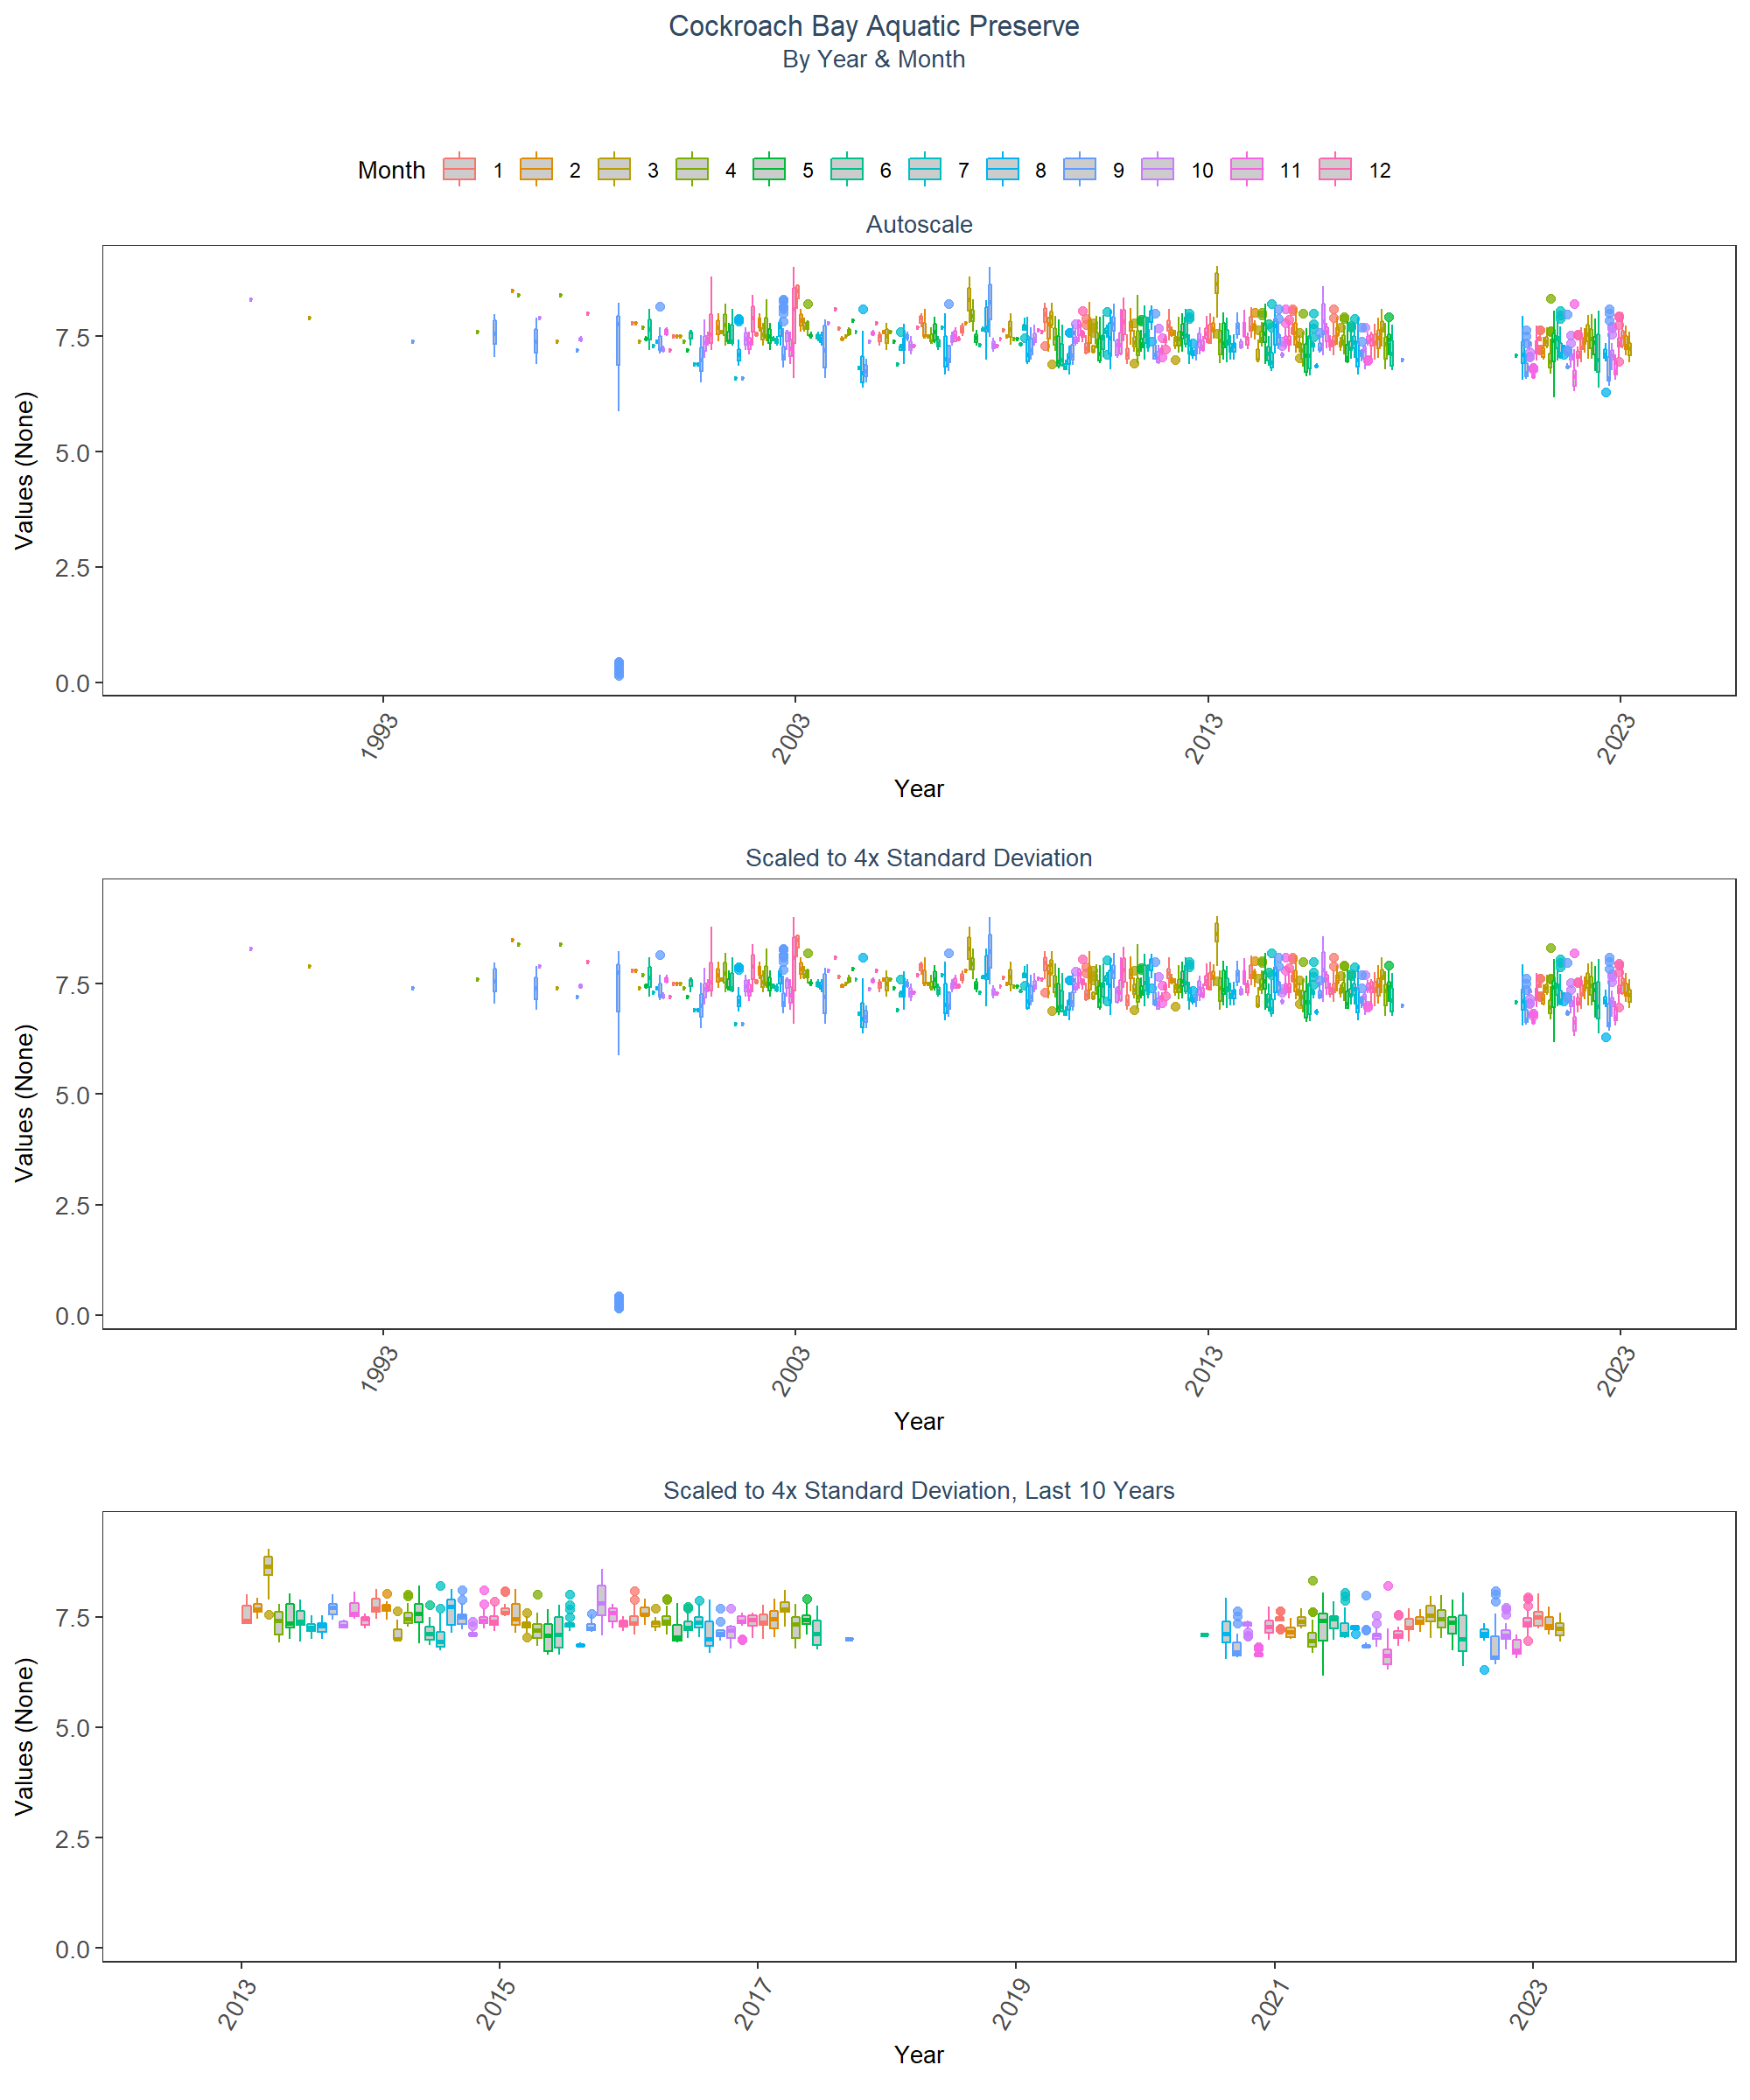 Cockroach Bay Aquatic Preserve
By Year & Month
Month 1 2 3 4 5 6 7 8 9 10 11 12
Autoscale
Values (None)
7.5
5.0
2.5
0.0
1993 2003 2013 2023
Year
Scaled to 4x Standard Deviation
Values (None)
7.5
5.0
2.5
0.0
1993 2003 2013 2023
Year
Scaled to 4x Standard Deviation, Last 10 Years
Values (None)
7.5
5.0
2.5
0.0
2013 2015 2017 2019 2021 2023
Year